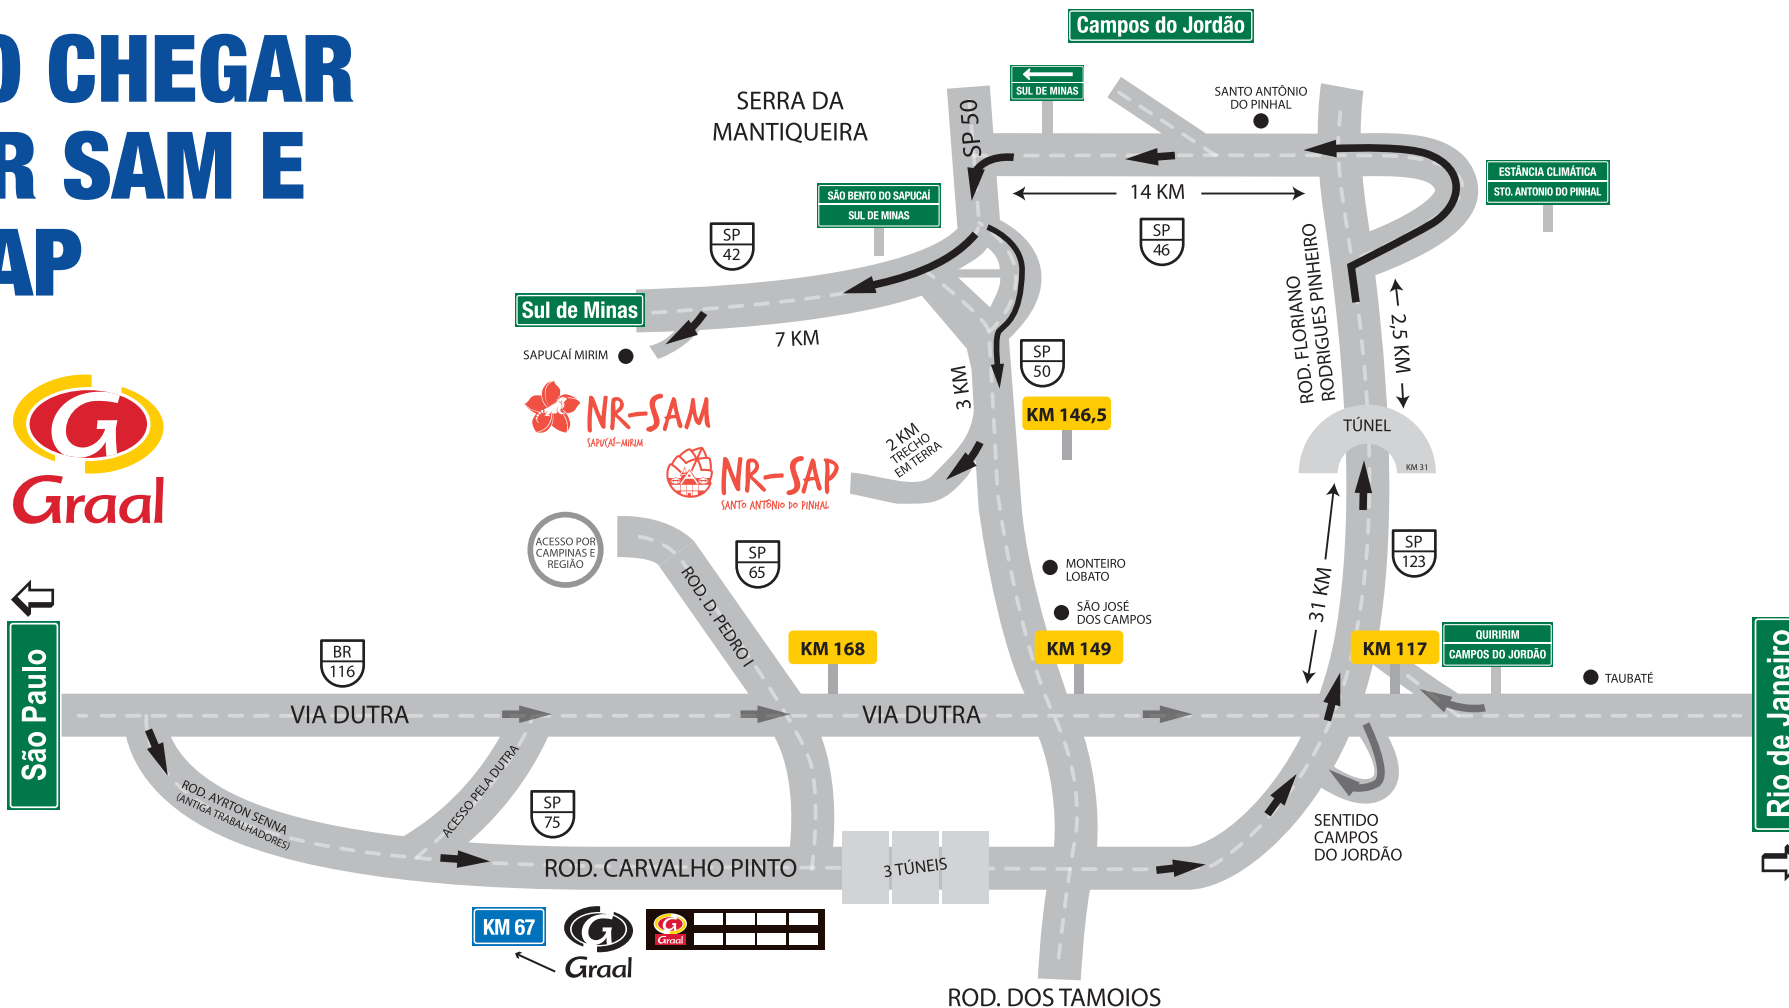 O CHEGAR
R SAM E
AP
Graal
Campos do Jordão
SUL DE MINAS
SANTO ANTÔNIO
DO PINHAL
SERRA DA
MANTIQUEIRA
SP 50
14 KM
ESTÂNCIA CLIMÁTICA
STO. ANTONIO DO PINHAL
SÃO BENTO DO SAPUCAÍ
SUL DE MINAS
SP
42
SP
46
ROD. FLORIANO
RODRIGUES PINHEIRO
2,5 KM
Sul de Minas
7 KM
SAPUCAÍ MIRIM
SP
50
3 KM
KM 146,5
NR-SAM
SAPUCAÍ-MIRIM
2 KM
TRECHO
EM TERRA
NR-SAP
SANTO ANTÔNIO DO PINHAL
TÚNEL
KM 31
ACESSO POR
CAMPINAS E
REGIÃO
SP
65
ROD. D. PEDRO I
SP
123
31 KM
MONTEIRO
LOBATO
SÃO JOSÉ
DOS CAMPOS
São Paulo
BR
116
KM 168
KM 149
KM 117
QUIRIRIM
CAMPOS DO JORDÃO
TAUBATÉ
Rio de Janeiro
VIA DUTRA
VIA DUTRA
ROD. AYRTON SENNA
(ANTIGA TRABALHADORES)
ACESSO PELA DUTRA
SP
75
SENTIDO
CAMPOS
DO JORDÃO
ROD. CARVALHO PINTO
3 TÚNEIS
KM 67
Graal
Graal
ROD. DOS TAMOIOS